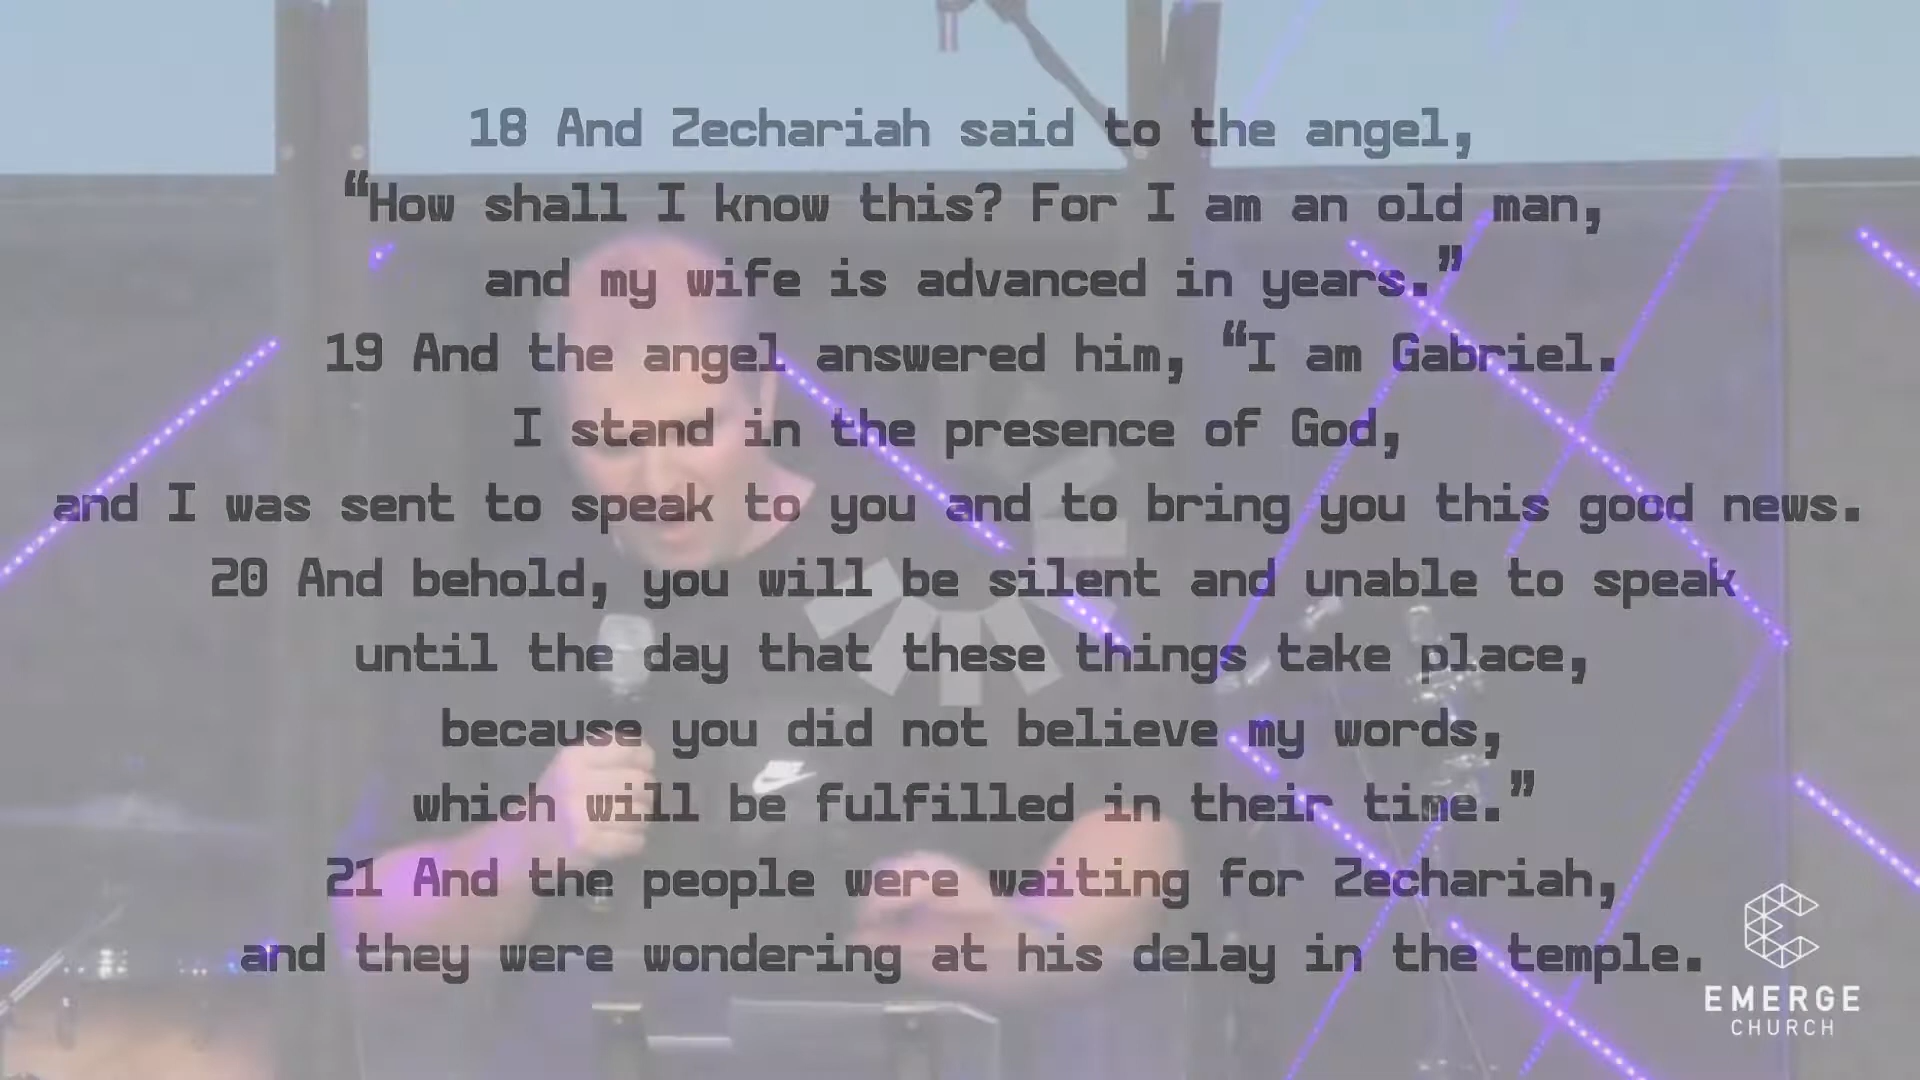 18 And Zechariah said to the angel,
“How shall I know this? For I am an old man,
and my wife is advanced in years.”
19 And the angel answered him, “I am Gabriel.
I stand in the presence of God,
and I was sent to speak to you and to bring you this good news.
20 And behold, you will be silent and unable to speak
until the day that these things take place,
because you did not believe my words,
which will be fulfilled in their time.”
21 And the people were waiting for Zechariah,
and they were wondering at his delay in the temple.
EMERGE
CHURCH